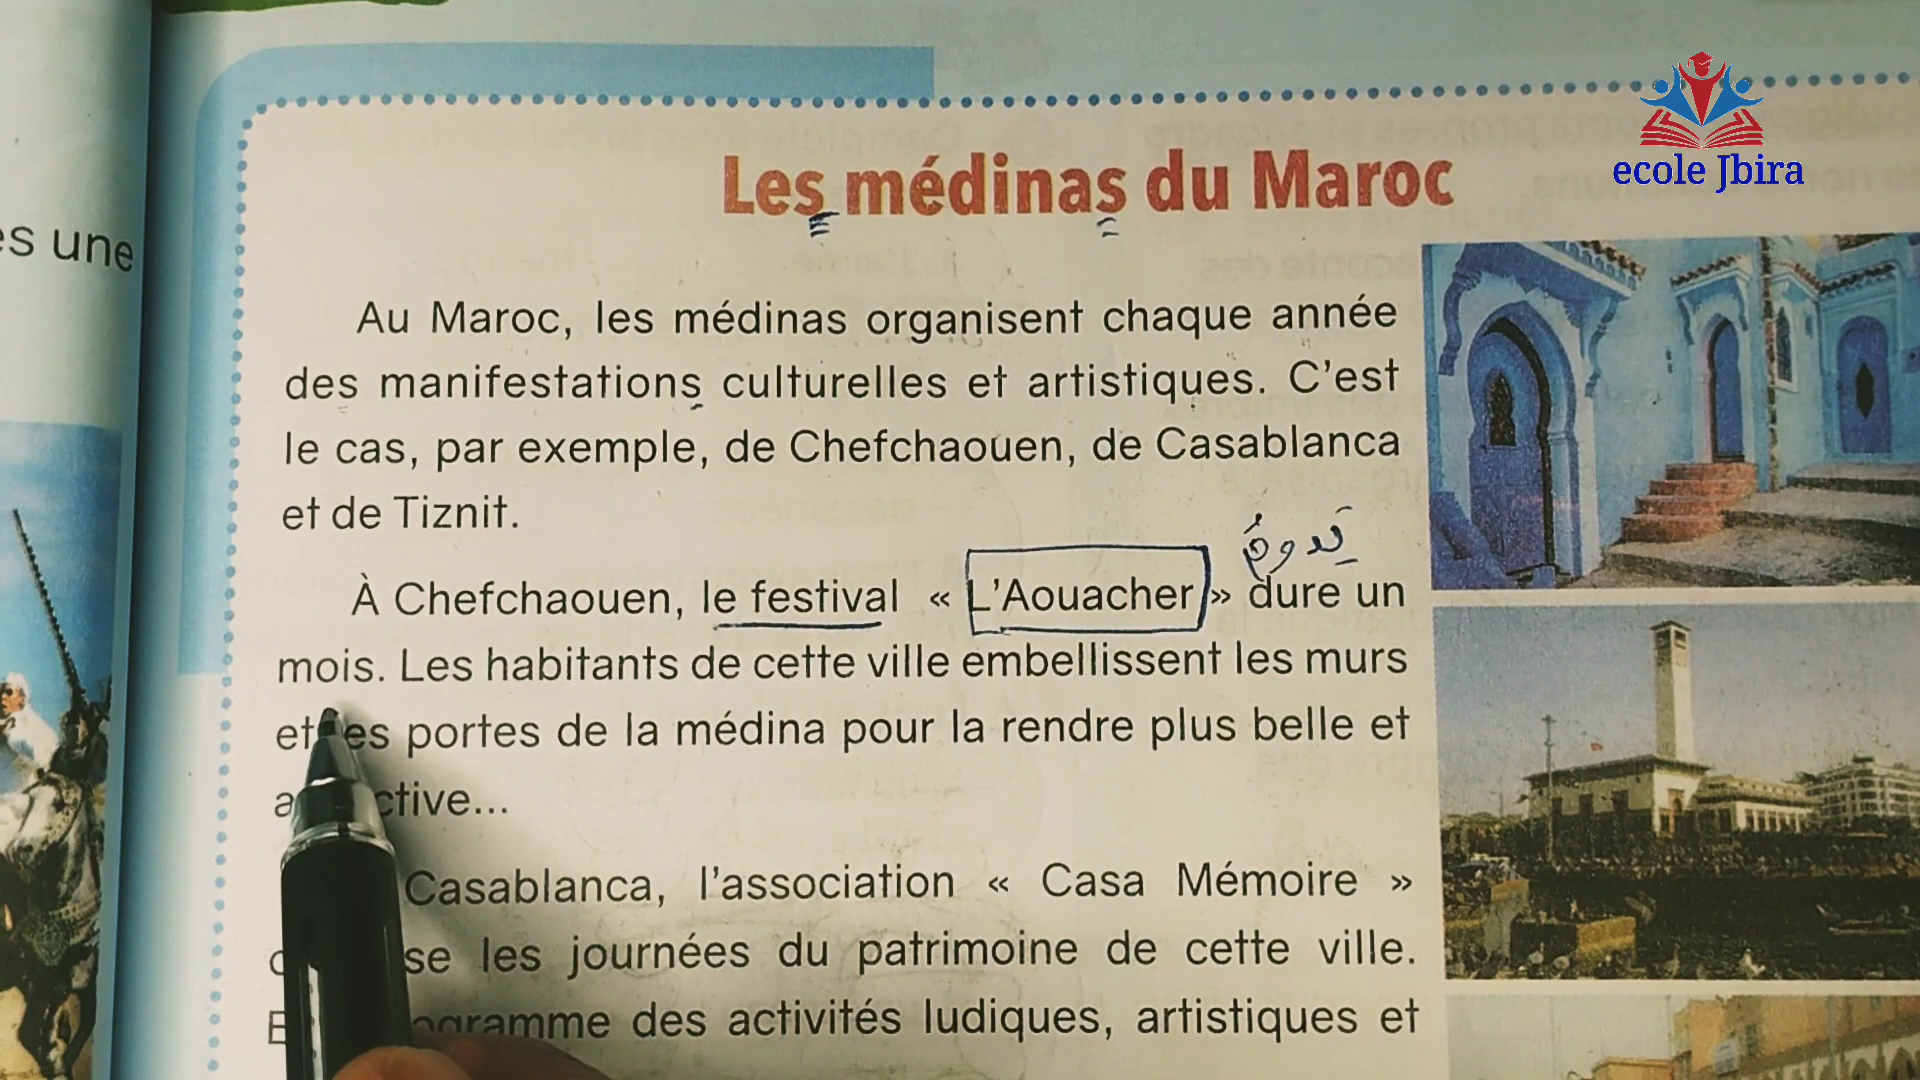 ecole Jbira
s une
Les médinas du Maroc
Au Maroc, les médinas organisent chaque année
des manifestations culturelles et artistiques. C'est
le cas, par exemple, de Chefchaouen, de Casablanca
et de Tiznit.
يدوم
À Chefchaouen, le festival « L'Aouacher » dure un
mois. Les habitants de cette ville embellissent les murs
et es portes de la médina pour la rendre plus belle et
a ctive...
Casablanca, l'association « Casa Mémoire »
se les journées du patrimoine de cette ville.
E ogramme des activités ludiques, artistiques et